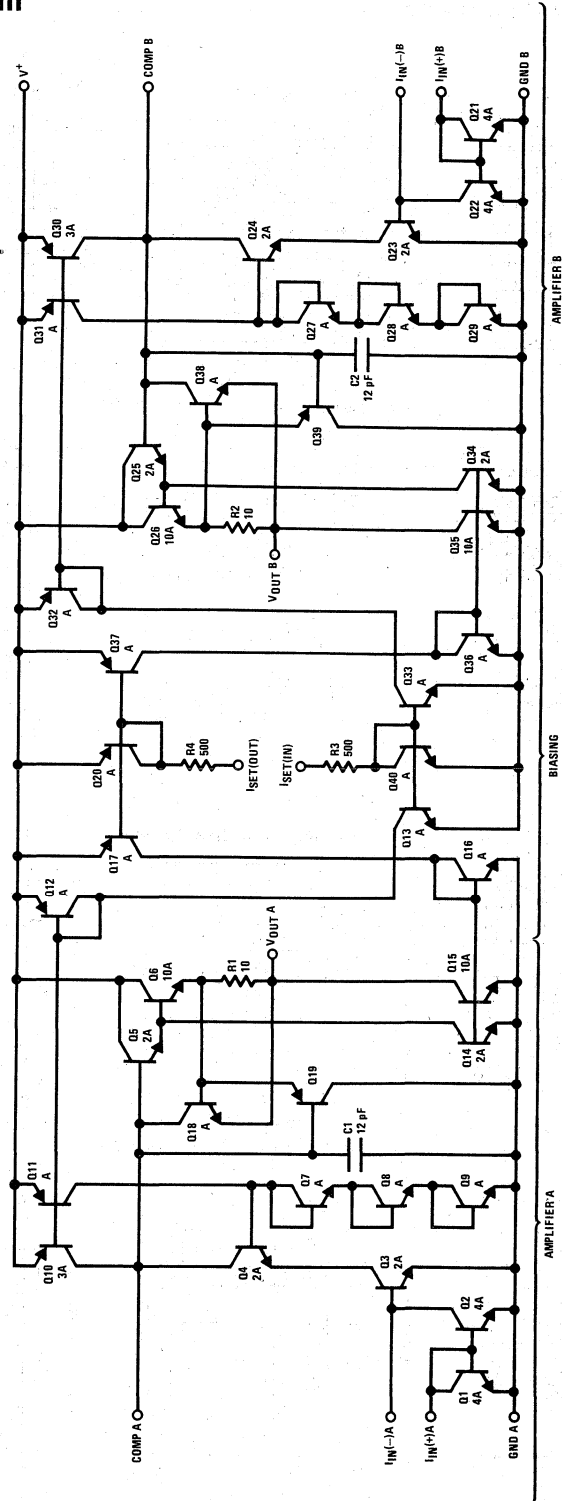 V+
COMP B
IIN(−)B
IIN(+)B
GND B
Q30
3A
Q31
A
Q24
2A
Q23
2A
Q22
4A
Q21
4A
Q27
A
Q28
A
Q29
A
C2
12 pF
Q38
A
Q39
Q25
2A
Q26
10A
R2
10
VOUT B
Q34
2A
Q35
10A
Q32
A
Q37
A
Q36
A
Q33
A
Q20
A
R4
500
ISET(OUT)
ISET(IN)
R3
500
Q40
A
Q17
A
Q13
A
Q12
A
Q16
A
VOUT A
Q6
10A
R1
10
Q15
10A
Q5
2A
Q14
2A
Q18
A
Q19
C1
12 pF
Q11
A
Q10
3A
Q7
A
Q8
A
Q9
A
Q4
2A
Q3
2A
Q2
4A
Q1
4A
COMP A
IIN(−)A
IIN(+)A
GND A
AMPLIFIER A
BIASING
AMPLIFIER B